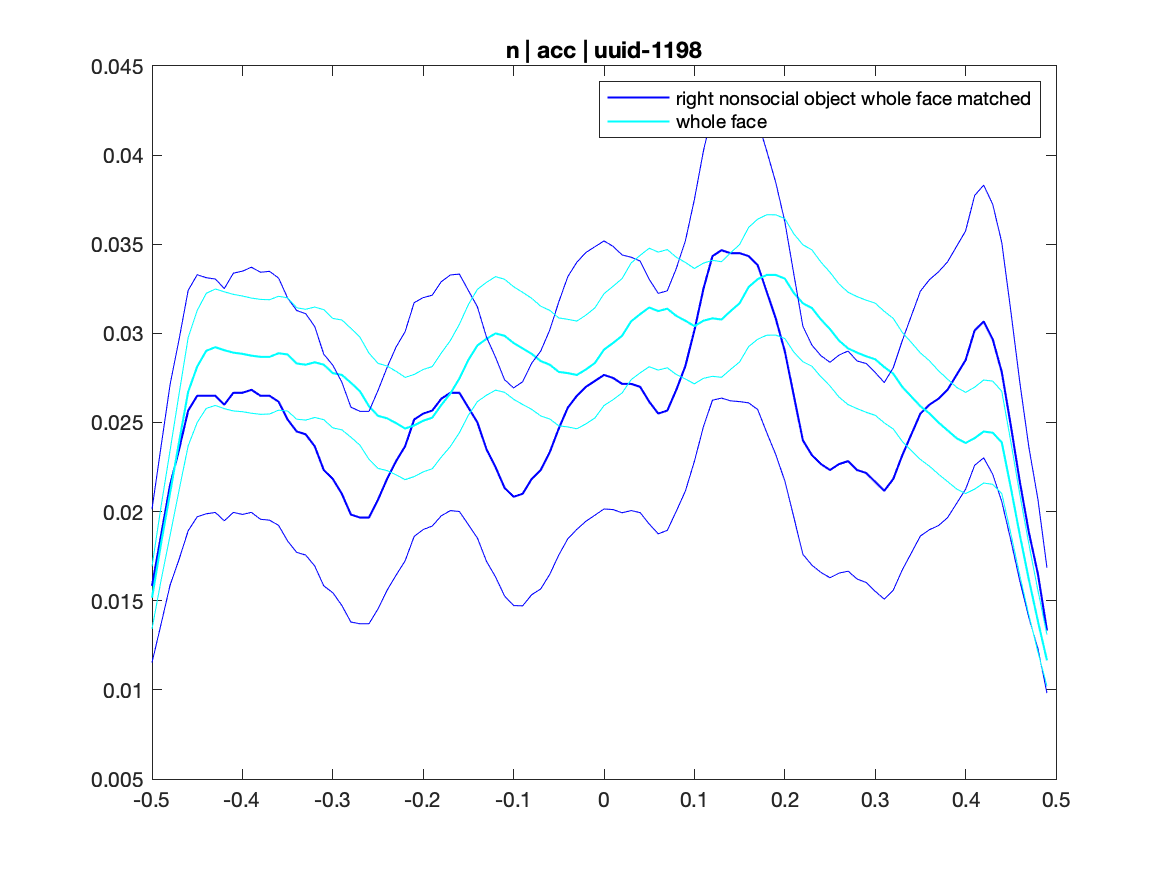 n | acc | uuid-1198
right nonsocial object whole face matched
whole face
0.045
0.04
0.035
0.03
0.025
0.02
0.015
0.01
0.005
-0.5 -0.4 -0.3 -0.2 -0.1 0 0.1 0.2 0.3 0.4 0.5